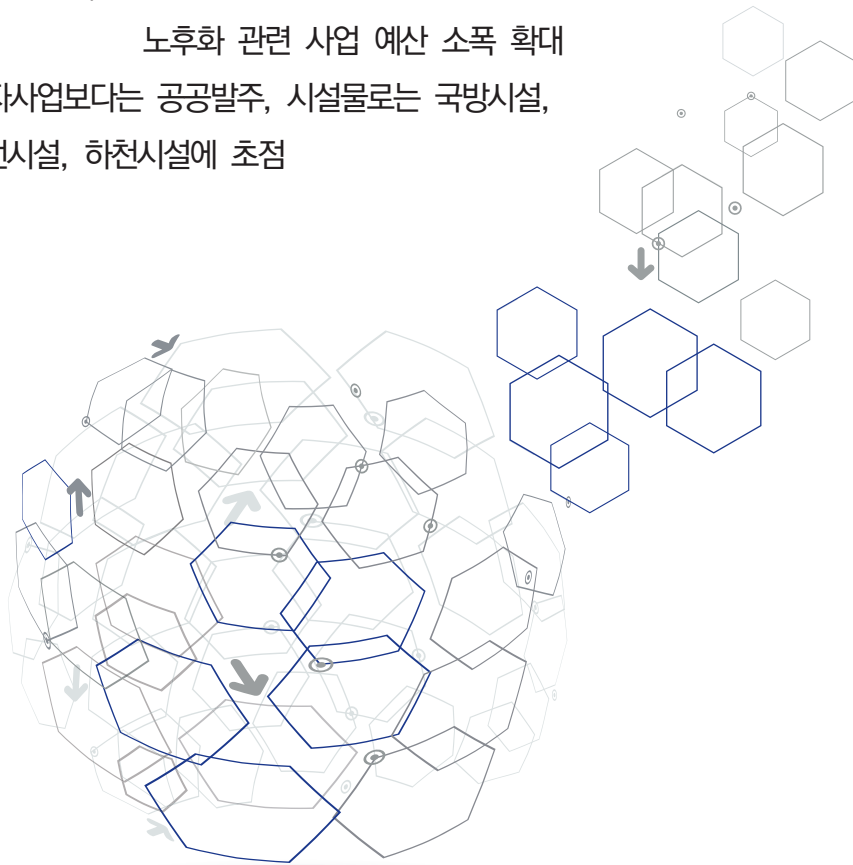 노후화 관련 사업 예산 소폭 확대
사업보다는 공공발주, 시설물로는 국방시설,
시설, 하천시설에 초점